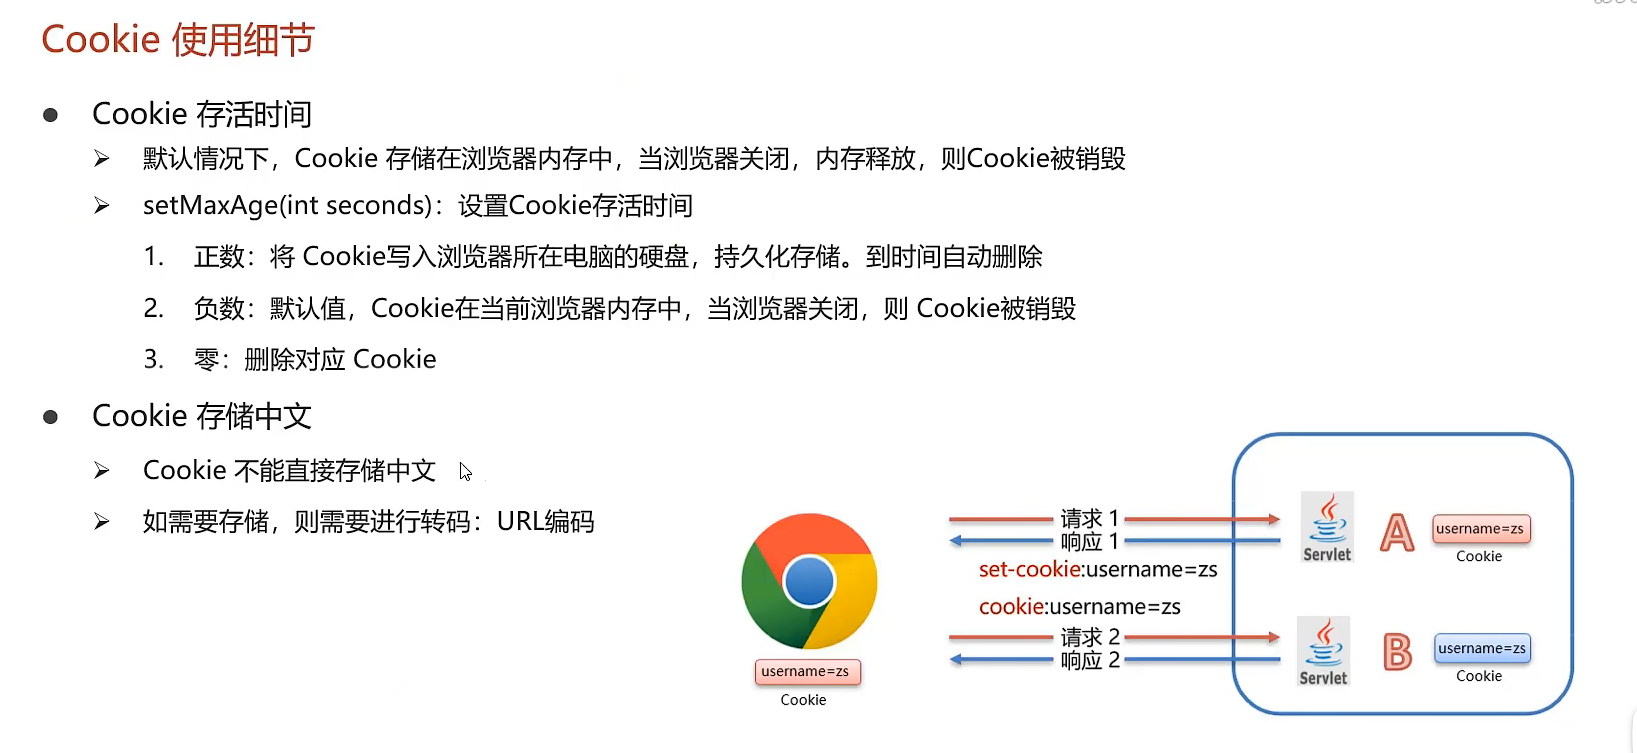 Cookie 使用细节
● Cookie 存活时间
➢ 默认情况下，Cookie 存储在浏览器内存中，当浏览器关闭，内存释放，则Cookie被销毁
➢ setMaxAge(int seconds)：设置Cookie存活时间
1. 正数：将 Cookie写入浏览器所在电脑的硬盘，持久化存储。到时间自动删除
2. 负数：默认值，Cookie在当前浏览器内存中，当浏览器关闭，则 Cookie被销毁
3. 零：删除对应 Cookie
● Cookie 存储中文
➢ Cookie 不能直接存储中文
➢ 如需要存储，则需要进行转码：URL编码
username=zs
Cookie
请求 1
响应 1
set-cookie:username=zs
cookie:username=zs
请求 2
响应 2
Servlet
A
username=zs
Cookie
Servlet
B
username=zs
Cookie